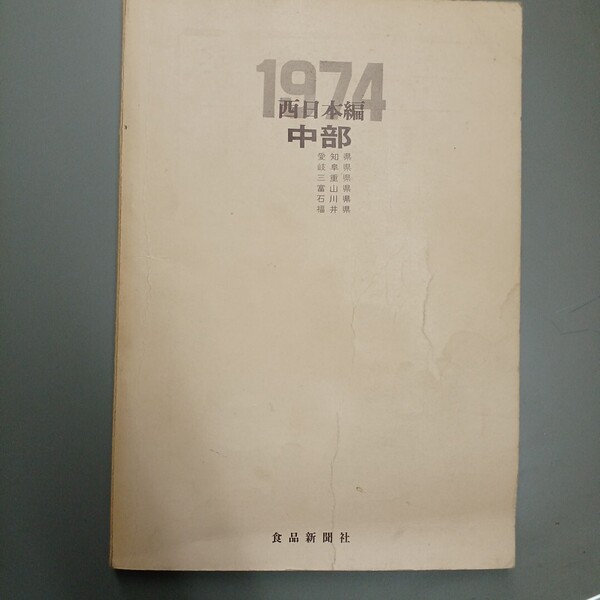 1974
西日本編
中部
愛知県
岐阜県
三重県
富山県
石川県
福井県
食品新聞社